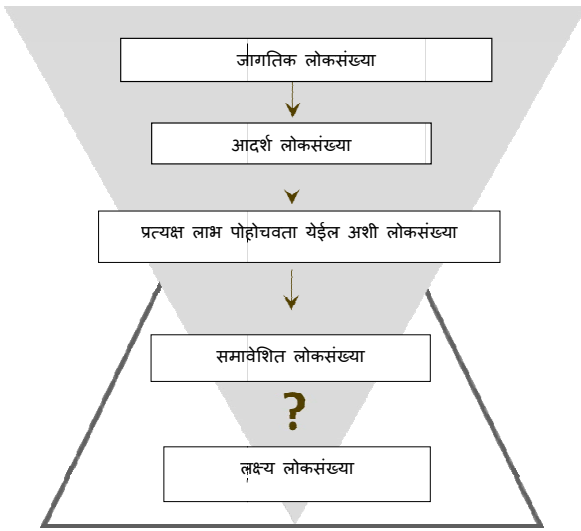 जागतिक लोकसंख्या
आदर्श लोकसंख्या
प्रत्यक्ष लाभ पोहोचवता येईल अशी लोकसंख्या
समावेशित लोकसंख्या
?
लक्ष्य लोकसंख्या